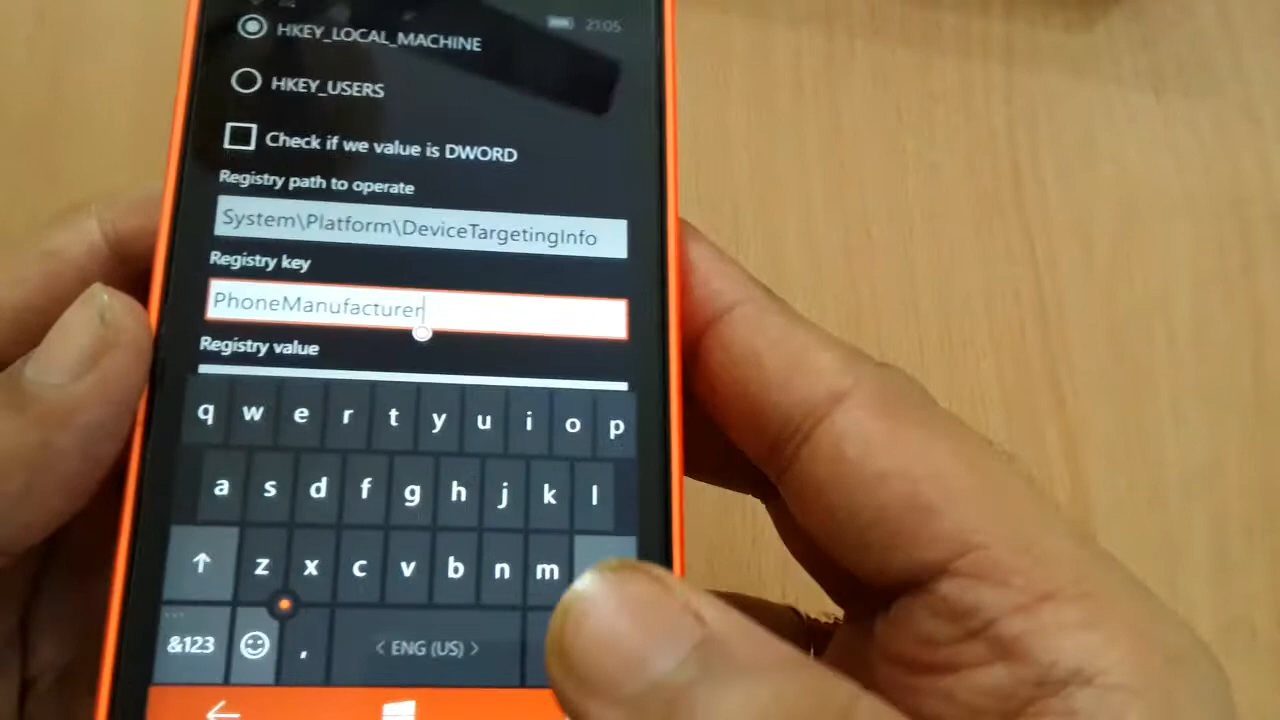 21:05
HKEY_LOCAL_MACHINE
HKEY_USERS
Check if we value is DWORD
Registry path to operate
System\Platform\DeviceTargetingInfo
Registry key
PhoneManufacturer
Registry value
q w e r t y u i o p
a s d f g h j k l
z x c v b n m
&123 , < ENG (US) >